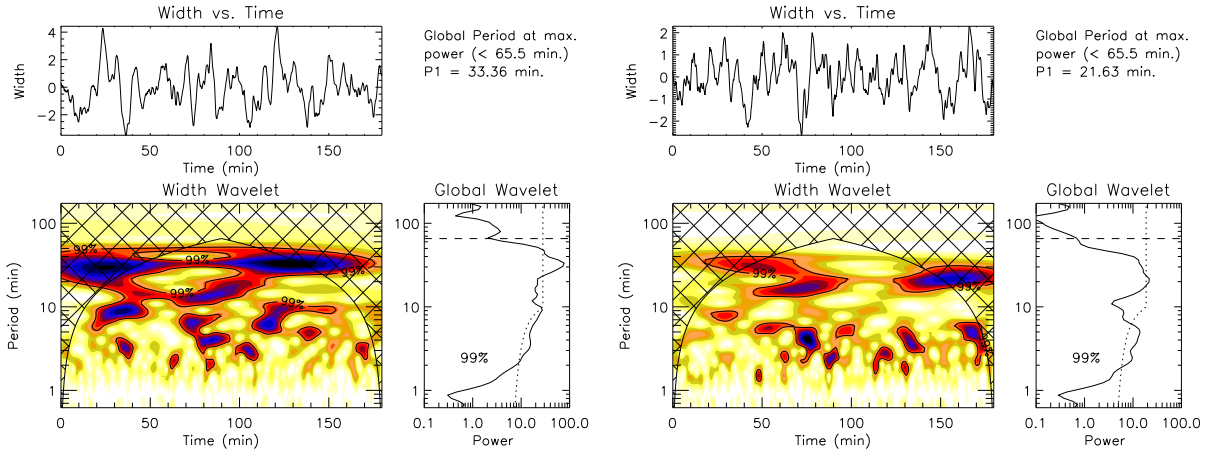 Width vs. Time
Global Period at max.
power (< 65.5 min.)
P1 = 33.36 min.
Width
4
2
0
−2
0 50 100 150
Time (min)
Width Wavelet
Global Wavelet
Period (min)
100
10
1
99%
99%
99%
99%
99%
99%
0 50 100 150
Time (min)
99%
0.1 1.0 10.0 100.0
Power
Width vs. Time
Global Period at max.
power (< 65.5 min.)
P1 = 21.63 min.
Width
2
1
0
−1
−2
0 50 100 150
Time (min)
Width Wavelet
Global Wavelet
Period (min)
100
10
1
99%
99%
99%
0 50 100 150
Time (min)
99%
0.1 1.0 10.0 100.0
Power